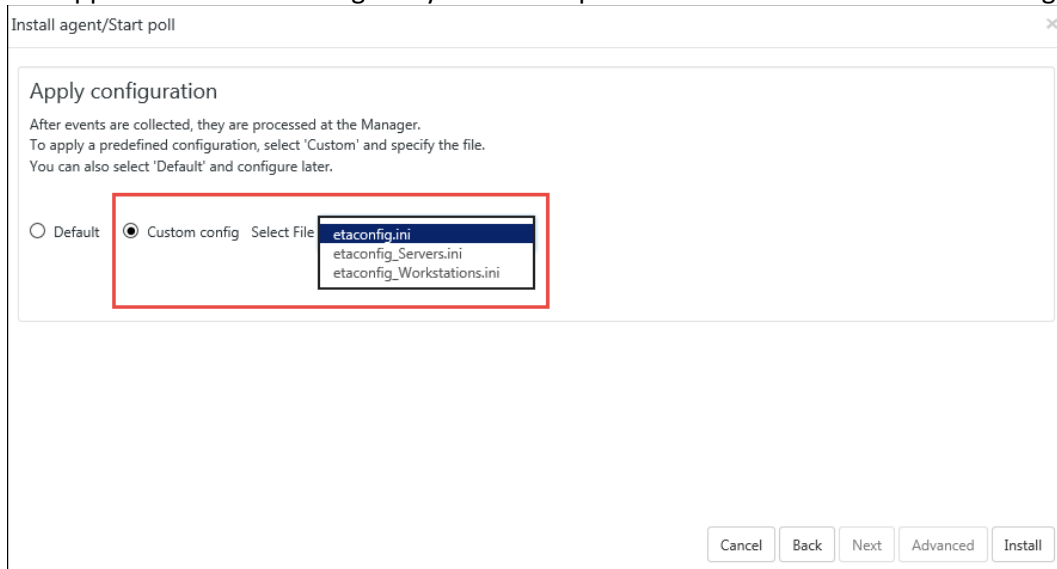 Install agent/Start poll ×
Apply configuration
After events are collected, they are processed at the Manager.
To apply a predefined configuration, select 'Custom' and specify the file.
You can also select 'Default' and configure later.
Default Custom config Select File etaconfig.ini
etaconfig_Servers.ini
etaconfig_Workstations.ini
Cancel Back Next Advanced Install